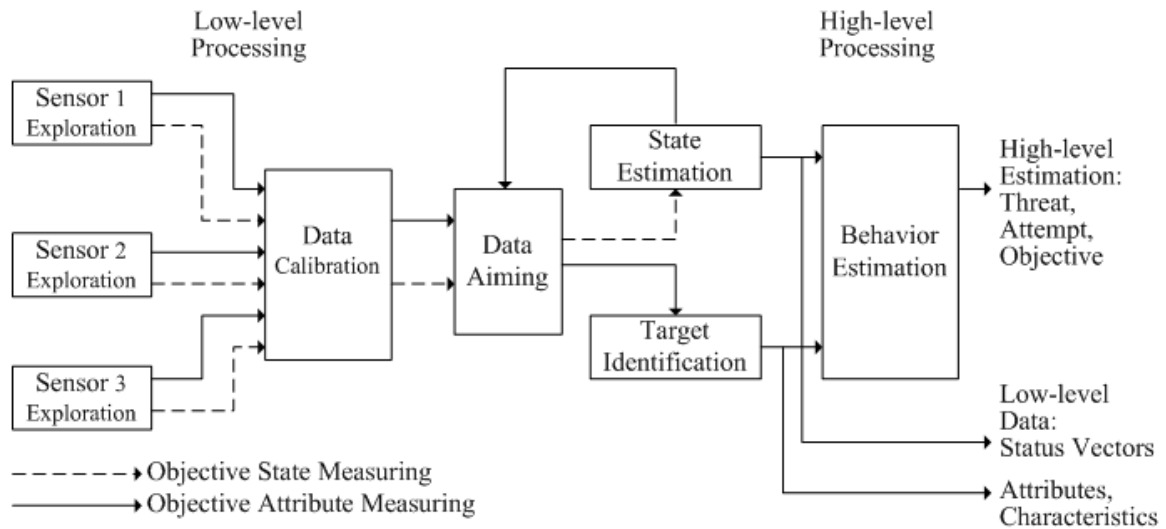 Low-level
Processing
High-level
Processing
Sensor 1
Exploration
Sensor 2
Exploration
Sensor 3
Exploration
Data
Calibration
Data
Aiming
State
Estimation
Target
Identification
Behavior
Estimation
High-level
Estimation:
Threat,
Attempt,
Objective
Low-level
Data:
Status Vectors
Attributes,
Characteristics
Objective State Measuring
Objective Attribute Measuring